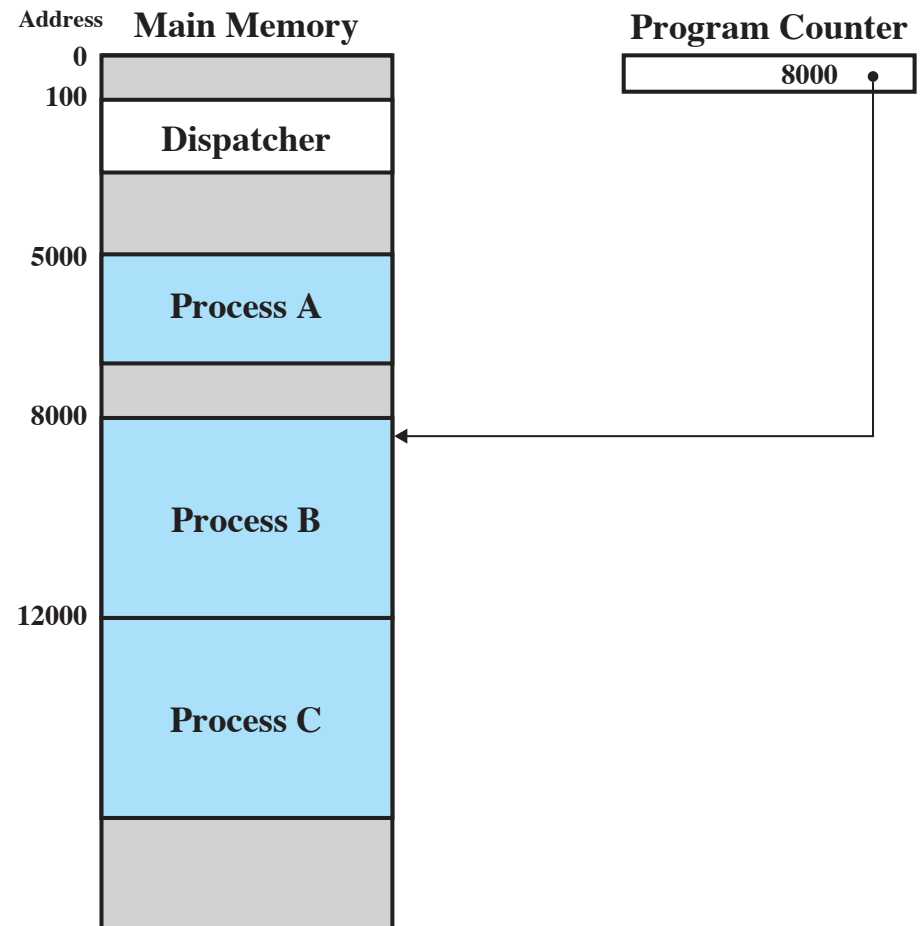 Address
Main Memory
Program Counter
0
8000
100
Dispatcher
5000
Process A
8000
Process B
12000
Process C